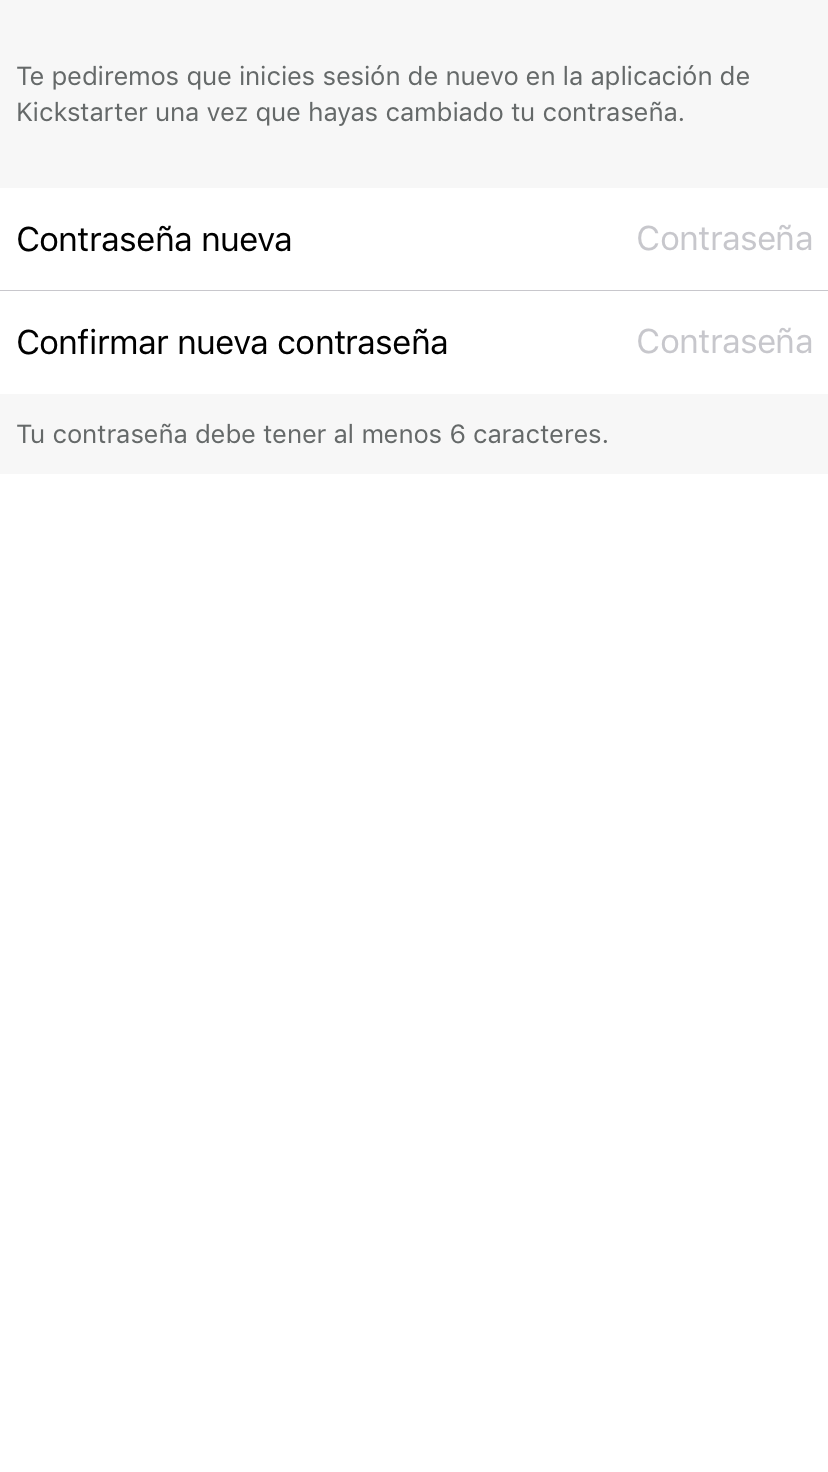 Te pediremos que inicies sesión de nuevo en la aplicación de
Kickstarter una vez que hayas cambiado tu contraseña.
Contraseña nueva Contraseña
Confirmar nueva contraseña Contraseña
Tu contraseña debe tener al menos 6 caracteres.